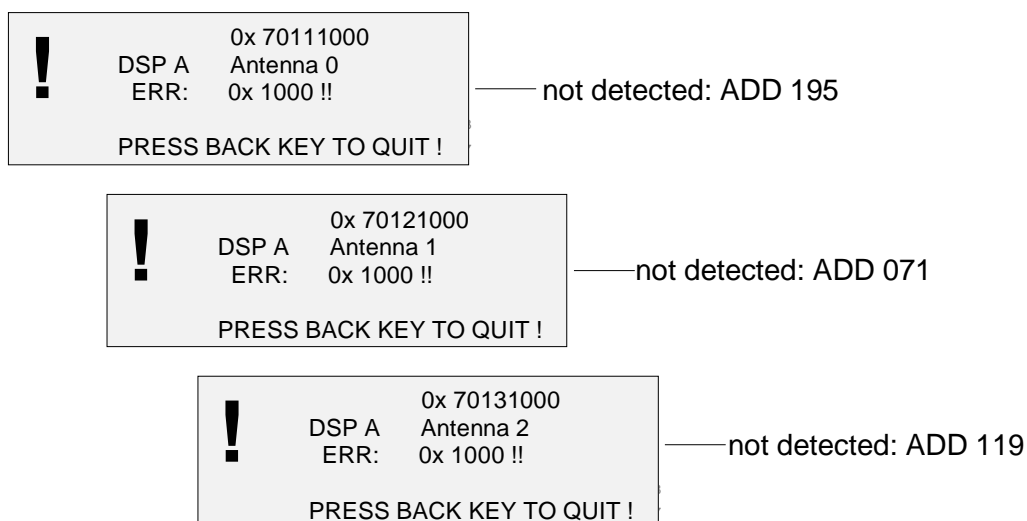 !
0x 70111000
DSP A Antenna 0
ERR: 0x 1000 !!
PRESS BACK KEY TO QUIT !
not detected: ADD 195
!
0x 70121000
DSP A Antenna 1
ERR: 0x 1000 !!
PRESS BACK KEY TO QUIT !
not detected: ADD 071
!
0x 70131000
DSP A Antenna 2
ERR: 0x 1000 !!
PRESS BACK KEY TO QUIT !
not detected: ADD 119